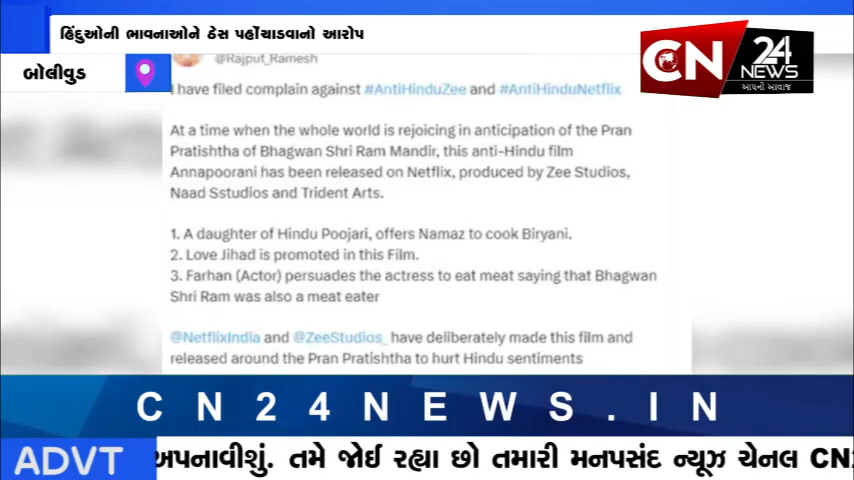 હિંદુઓની ભાવનાઓને ઠેસ પહોંચાડવાનો આરોપ
બોલીવુડ
CN 24 NEWS
આપનો અવાજ
@Rajput_Ramesh
I have filed complain against #AntiHinduZee and #AntiHinduNetflix
At a time when the whole world is rejoicing in anticipation of the Pran
Pratishtha of Bhagwan Shri Ram Mandir, this anti-Hindu film
Annapoorani has been released on Netflix, produced by Zee Studios,
Naad Sstudios and Trident Arts.
1. A daughter of Hindu Poojari, offers Namaz to cook Biryani.
2. Love Jihad is promoted in this Film.
3. Farhan (Actor) persuades the actress to eat meat saying that Bhagwan
Shri Ram was also a meat eater
@NetflixIndia and @ZeeStudios_ have deliberately made this film and
released around the Pran Pratishtha to hurt Hindu sentiments
CN24NEWS.IN
ADVT
અપનાવીશું. તમે જોઈ રહ્યા છો તમારી મનપસંદ ન્યૂઝ ચેનલ CN2